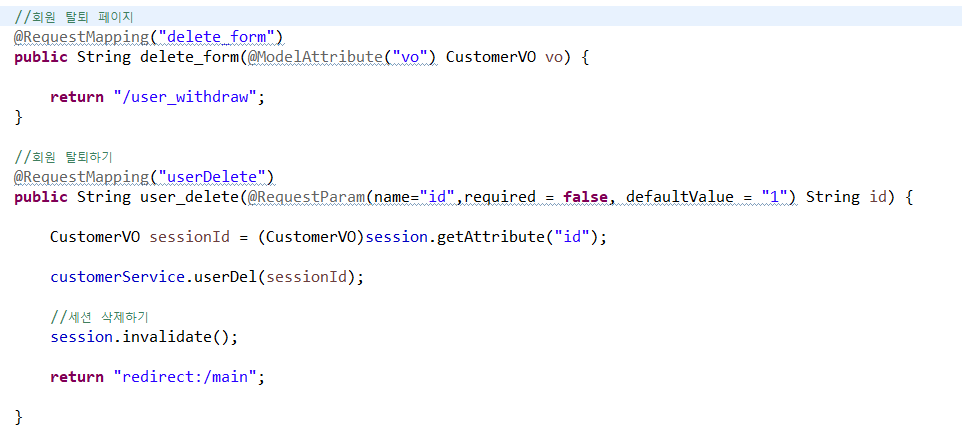 //회원 탈퇴 페이지
@RequestMapping("delete_form")
public String delete_form(@ModelAttribute("vo") CustomerVO vo) {
return "/user_withdraw";
}
//회원 탈퇴하기
@RequestMapping("userDelete")
public String user_delete(@RequestParam(name="id",required = false, defaultValue = "1") String id) {
CustomerVO sessionId = (CustomerVO)session.getAttribute("id");
customerService.userDel(sessionId);
//세션 삭제하기
session.invalidate();
return "redirect:/main";
}